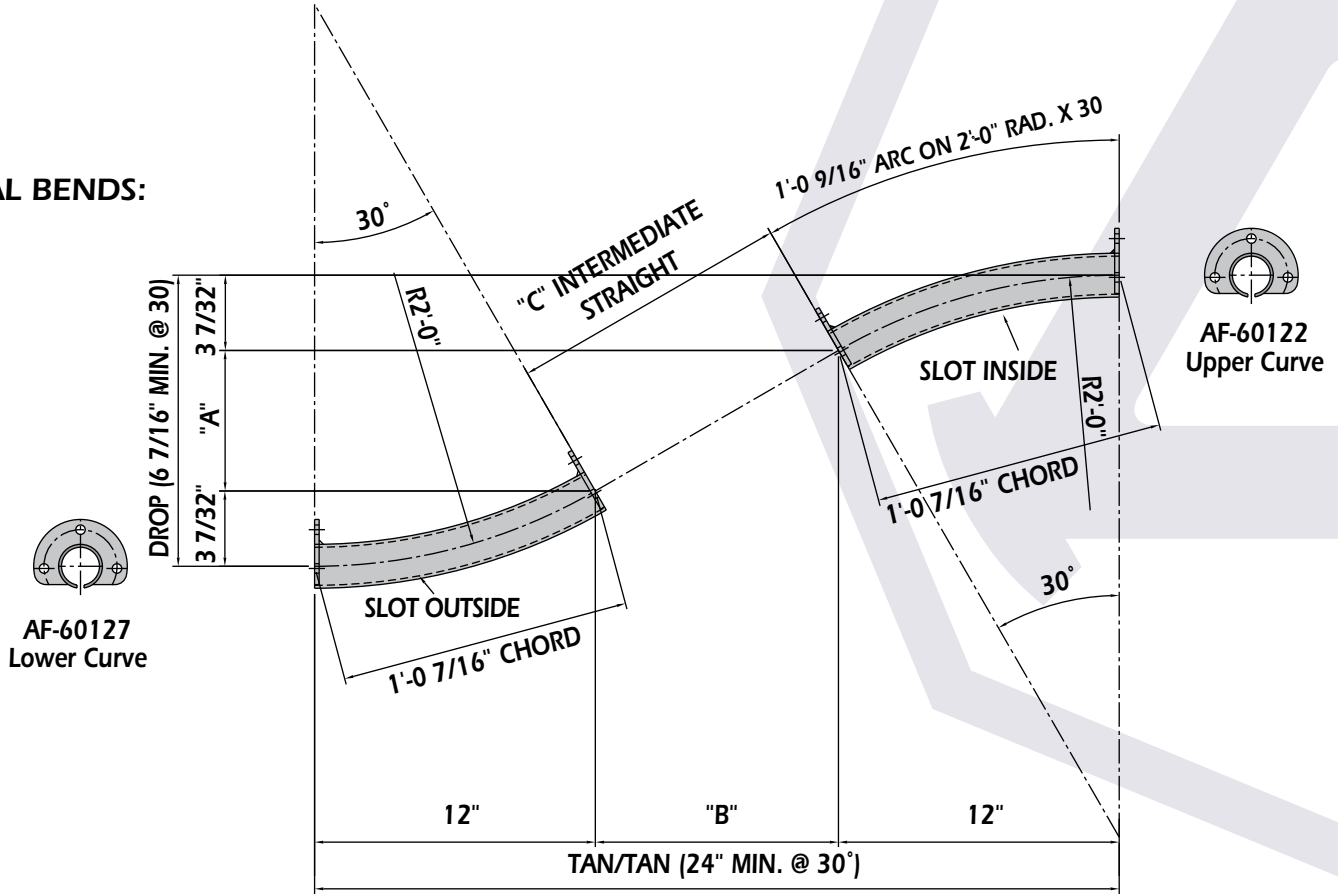 AL BENDS:
1'-0 9/16" ARC ON 2'-0" RAD. X 30
30°
"C" INTERMEDIATE
STRAIGHT
DROP (6 7/16" MIN. @ 30)
3 7/32"
"A"
3 7/32"
R2'-0"
AF-60122
Upper Curve
SLOT INSIDE
R2'-0"
1'-0 7/16" CHORD
AF-60127
Lower Curve
SLOT OUTSIDE
1'-0 7/16" CHORD
30°
12"
"B"
12"
TAN/TAN (24" MIN. @ 30°)